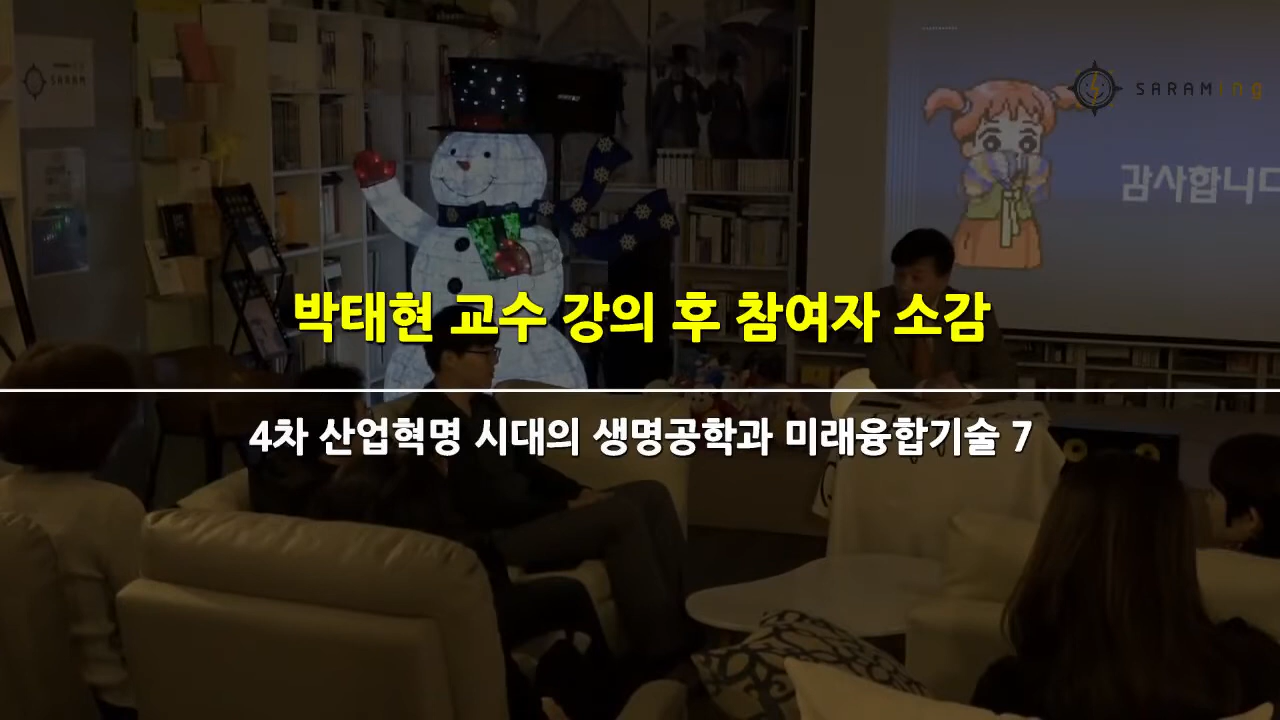 SARAM
SARAMing
감사합니다
박태현 교수 강의 후 참여자 소감
4차 산업혁명 시대의 생명공학과 미래융합기술 7